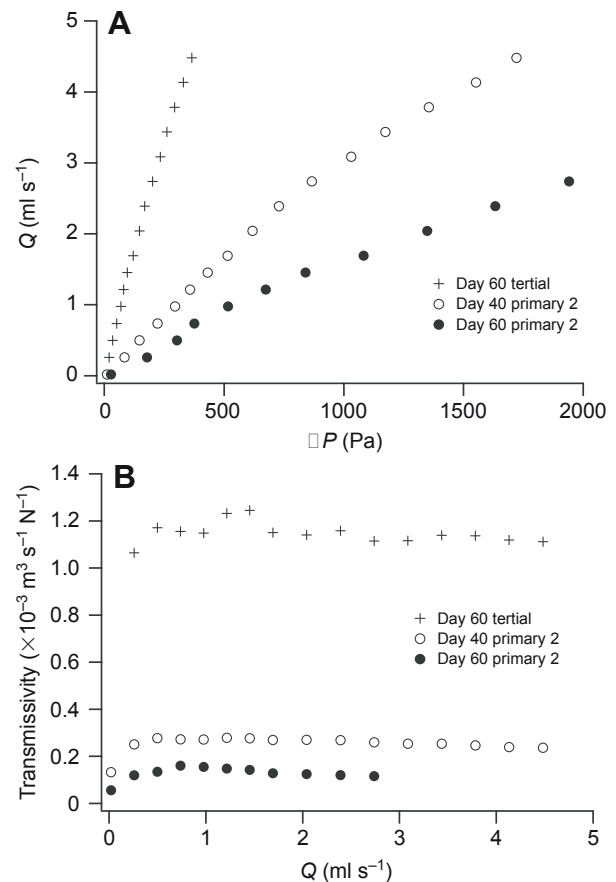 A
5
4
3
2
1
0
Q (ml s–1)
+ Day 60 tertial
○ Day 40 primary 2
● Day 60 primary 2
0 500 1000 1500 2000
□P (Pa)
B
1.4
1.2
1.0
0.8
0.6
0.4
0.2
0
Transmissivity (×10–3 m3 s–1 N–1)
+ Day 60 tertial
○ Day 40 primary 2
● Day 60 primary 2
0 1 2 3 4 5
Q (ml s–1)